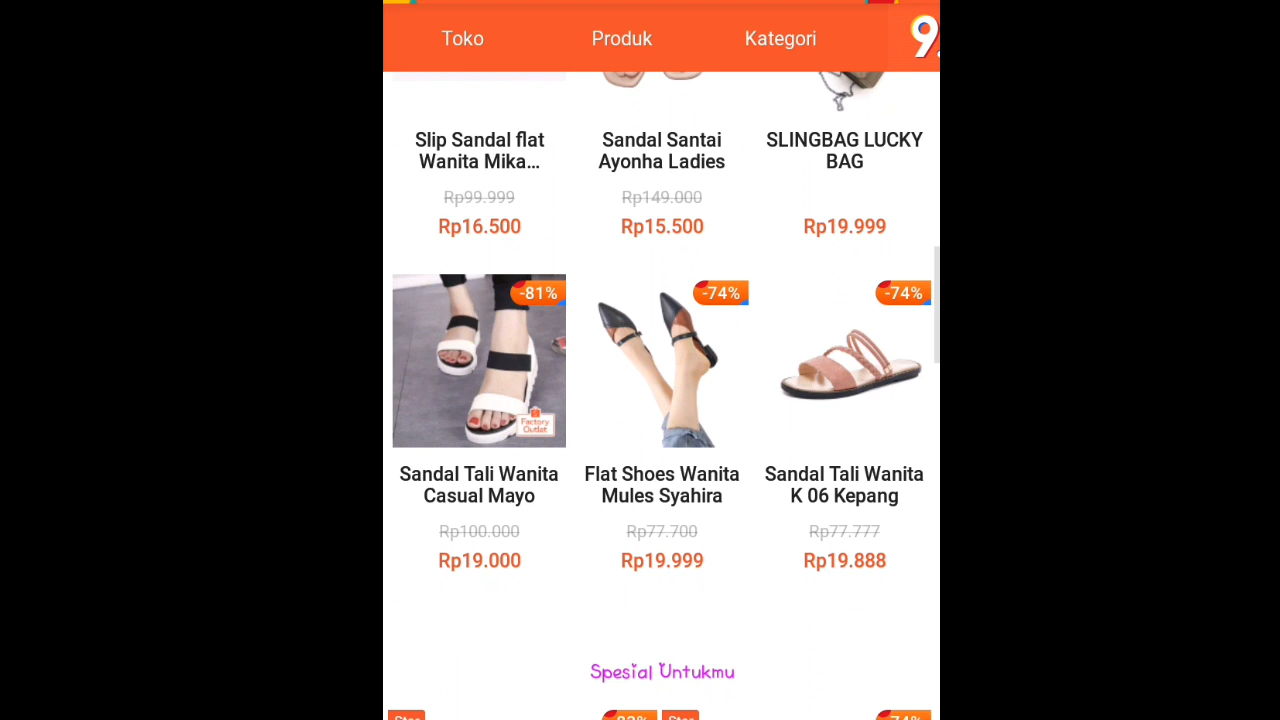 Toko Produk Kategori 9.
Slip Sandal flat Wanita Mika...
Sandal Santai Ayonha Ladies
SLINGBAG LUCKY BAG
Rp99.999
Rp149.000
Rp16.500
Rp15.500
Rp19.999
-81%
-74%
-74%
Factory
Outlet
Sandal Tali Wanita Casual Mayo
Flat Shoes Wanita Mules Syahira
Sandal Tali Wanita K 06 Kepang
Rp100.000
Rp77.700
Rp77.777
Rp19.000
Rp19.999
Rp19.888
Spesial Untukmu